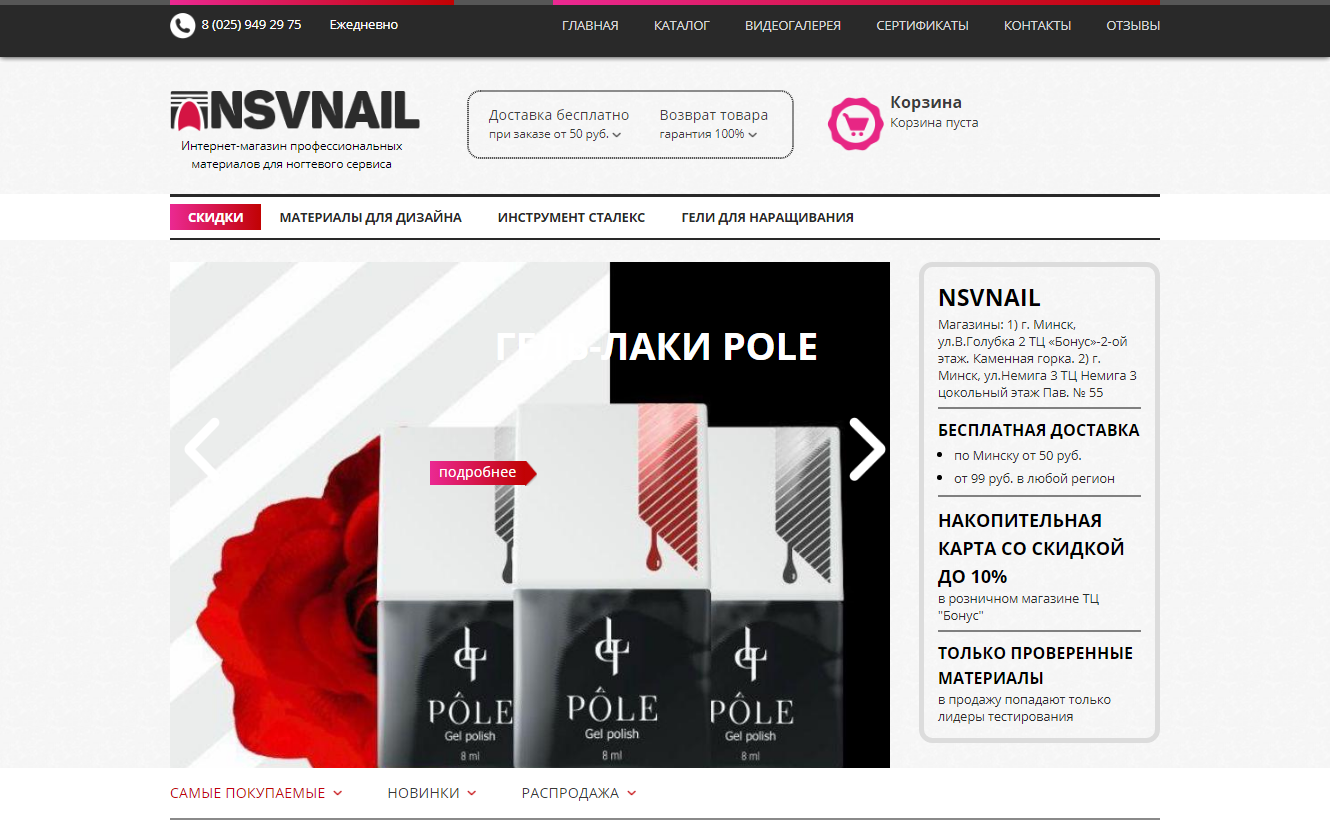 8 (025) 949 29 75 Ежедневно
ГЛАВНАЯ КАТАЛОГ ВИДЕОГАЛЕРЕЯ СЕРТИФИКАТЫ КОНТАКТЫ ОТЗЫВЫ
NSVNAIL
Интернет-магазин профессиональных
материалов для ногтевого сервиса
Доставка бесплатно
при заказе от 50 руб.
Возврат товара
гарантия 100%
Корзина
Корзина пуста
СКИДКИ МАТЕРИАЛЫ ДЛЯ ДИЗАЙНА ИНСТРУМЕНТ СТАЛЕКС ГЕЛИ ДЛЯ НАРАЩИВАНИЯ
ГЕЛЬ-ЛАКИ POLE
подробнее
PÔLE
Gel polish
8 ml
PÔLE
Gel polish
8 ml
PÔLE
Gel polish
8 ml
NSVNAIL
Магазины: 1) г. Минск,
ул.В.Голубка 2 ТЦ «Бонус»-2-ой
этаж. Каменная горка. 2) г.
Минск, ул.Немига 3 ТЦ Немига 3
цокольный этаж Пав. № 55
БЕСПЛАТНАЯ ДОСТАВКА
по Минску от 50 руб.
от 99 руб. в любой регион
НАКОПИТЕЛЬНАЯ
КАРТА СО СКИДКОЙ
ДО 10%
в розничном магазине ТЦ
"Бонус"
ТОЛЬКО ПРОВЕРЕННЫЕ
МАТЕРИАЛЫ
в продажу попадают только
лидеры тестирования
САМЫЕ ПОКУПАЕМЫЕ НОВИНКИ РАСПРОДАЖА